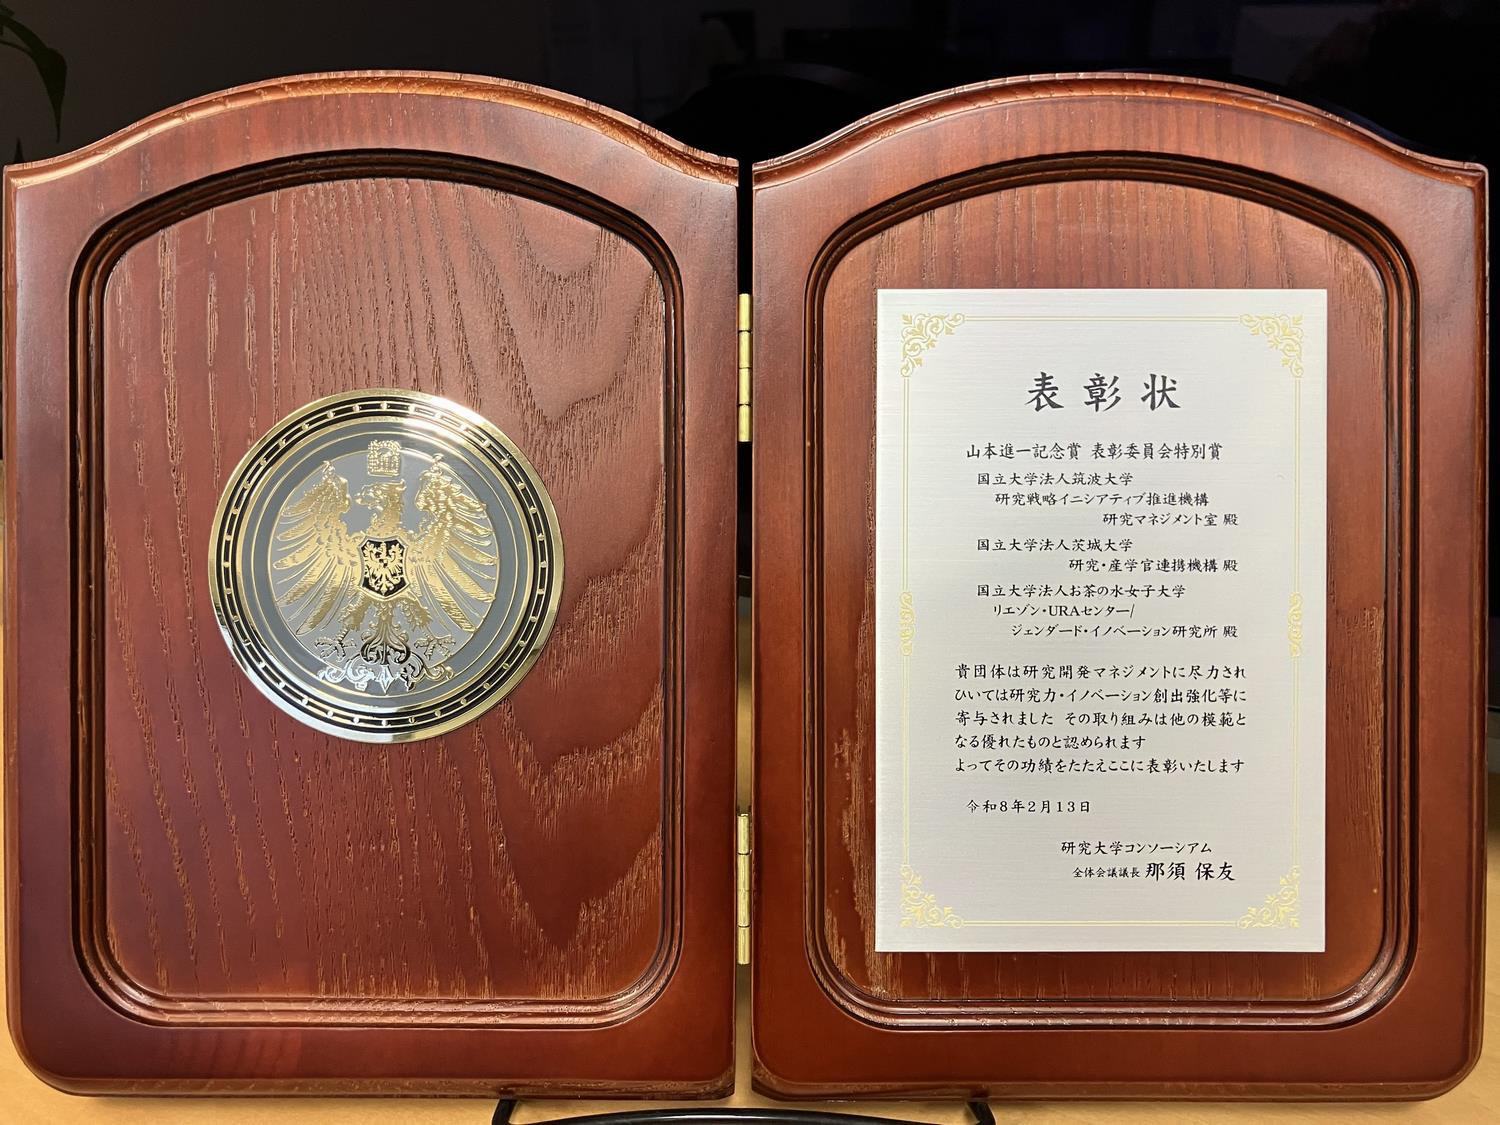 表彰状
山本進一記念賞 表彰委員会特別賞
国立大学法人筑波大学
研究戦略イニシアティブ推進機構
研究マネジメント室 殿
国立大学法人茨城大学
研究・産学官連携機構 殿
国立大学法人お茶の水女子大学
リエゾン・URAセンター/
ジェンダード・イノベーション研究所 殿
貴団体は研究開発マネジメントに尽力され
ひいては研究力・イノベーション創出強化等に
寄与されました その取り組みは他の模範と
なる優れたものと認められます
よってその功績をたたえここに表彰いたします
令和8年2月13日
研究大学コンソーシアム
全体会議議長 那須 保友